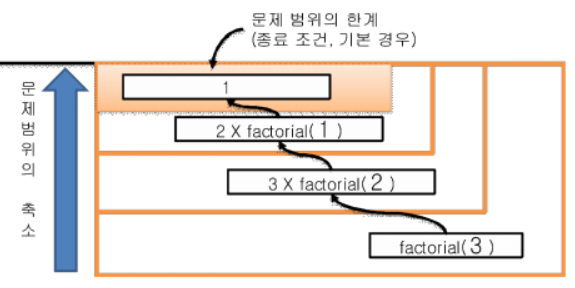 문제 범위의 한계
(종료 조건, 기본 경우)
1
2 X factorial( 1 )
3 X factorial( 2 )
factorial( 3 )
문제범위의 축소